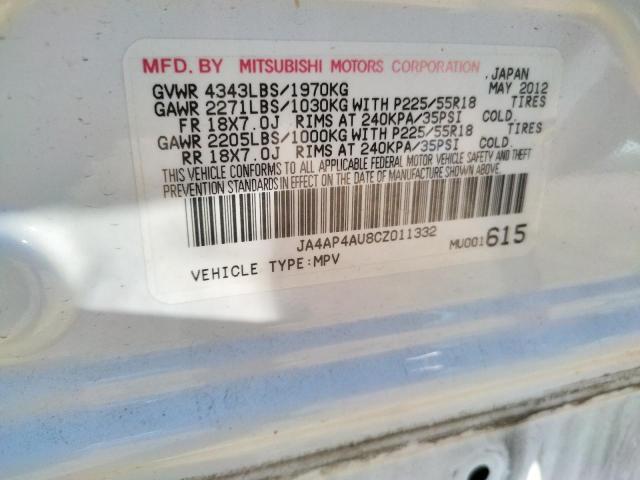 MFD. BY MITSUBISHI MOTORS CORPORATION, JAPAN
GVWR 4343LBS/1970KG MAY 2012
GAWR 2271LBS/1030KG WITH P225/55R18 TIRES
FR 18X7.0J RIMS AT 240KPA/35PSI COLD.
GAWR 2205LBS/1000KG WITH P225/55R18 TIRES
RR 18X7.0J RIMS AT 240KPA/35PSI COLD.
THIS VEHICLE CONFORMS TO ALL APPLICABLE FEDERAL MOTOR VEHICLE SAFETY AND THEFT
PREVENTION STANDARDS IN EFFECT ON THE DATE OF MANUFACTURE SHOWN ABOVE.
JA4AP4AU8CZ011332
VEHICLE TYPE:MPV MU001615